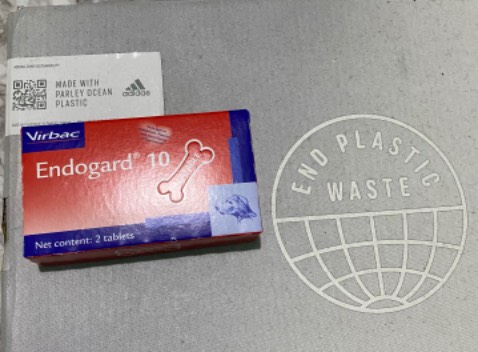 MADE WITH
PARLEY OCEAN
PLASTIC
adidas
Virbac
Endogard® 10
Net content: 2 tablets
END PLASTIC
WASTE